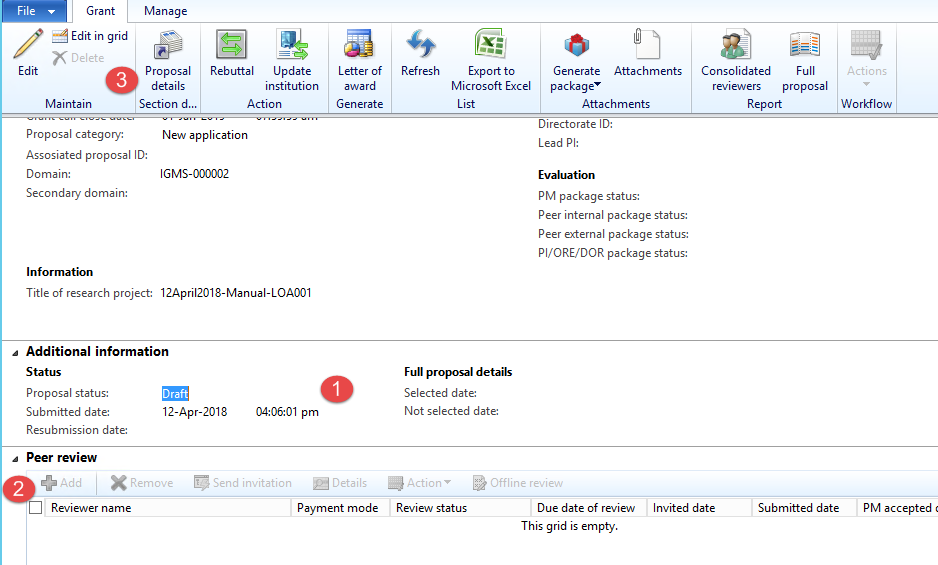 File Grant Manage
Edit
Edit in grid
Delete
3
Maintain
Proposal
details
Section d...
Rebuttal
Update
institution
Action
Letter of
award
Generate
Refresh
Export to
Microsoft Excel
List
Generate
package
Attachments
Attachments
Consolidated
reviewers
Full
proposal
Report
Actions
Workflow
Proposal category: New application
Assosiated proposal ID:
Domain: IGMS-000002
Secondary domain:
Directorate ID:
Lead PI:
Evaluation
PM package status:
Peer internal package status:
Peer external package status:
PI/ORE/DOR package status:
Information
Title of research project: 12April2018-Manual-LOA001
Additional information
Status
Proposal status: Draft
Submitted date: 12-Apr-2018 04:06:01 pm
Resubmission date:
1
Full proposal details
Selected date:
Not selected date:
Peer review
2
Add Remove Send invitation Details Action Offline review
Reviewer name Payment mode Review status Due date of review Invited date Submitted date PM accepted
This grid is empty.